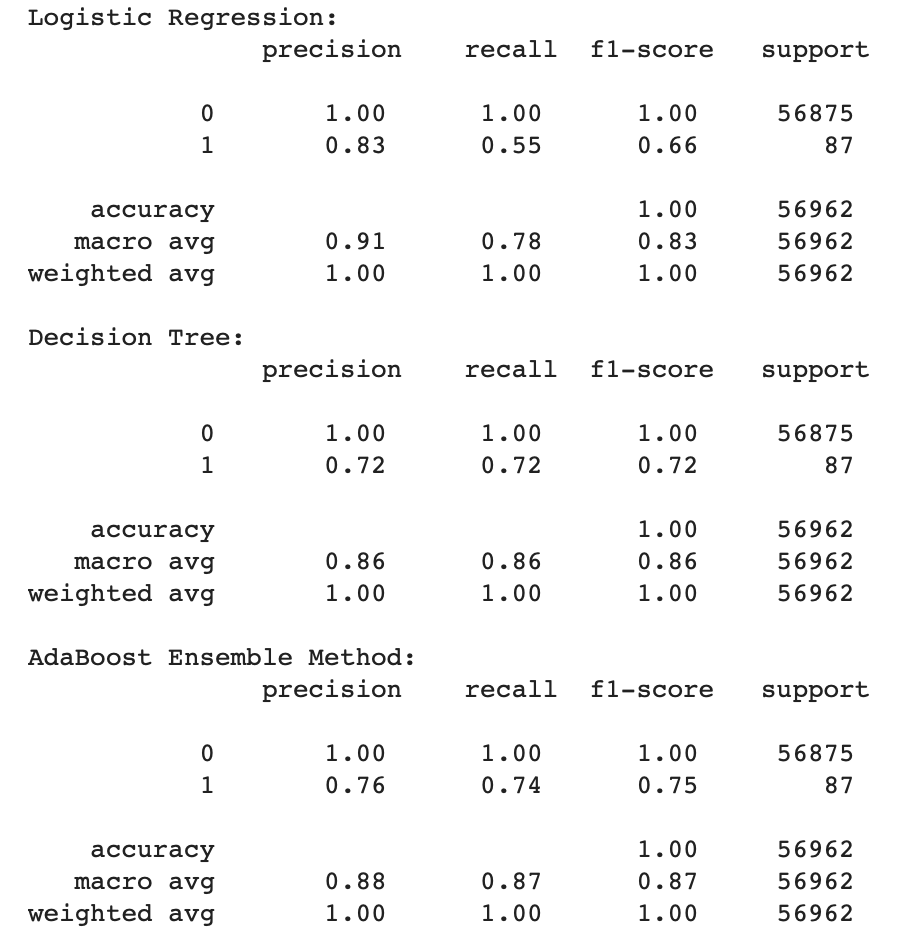 Logistic Regression:
precision recall f1-score support
0 1.00 1.00 1.00 56875
1 0.83 0.55 0.66 87
accuracy 1.00 56962
macro avg 0.91 0.78 0.83 56962
weighted avg 1.00 1.00 1.00 56962
Decision Tree:
precision recall f1-score support
0 1.00 1.00 1.00 56875
1 0.72 0.72 0.72 87
accuracy 1.00 56962
macro avg 0.86 0.86 0.86 56962
weighted avg 1.00 1.00 1.00 56962
AdaBoost Ensemble Method:
precision recall f1-score support
0 1.00 1.00 1.00 56875
1 0.76 0.74 0.75 87
accuracy 1.00 56962
macro avg 0.88 0.87 0.87 56962
weighted avg 1.00 1.00 1.00 56962